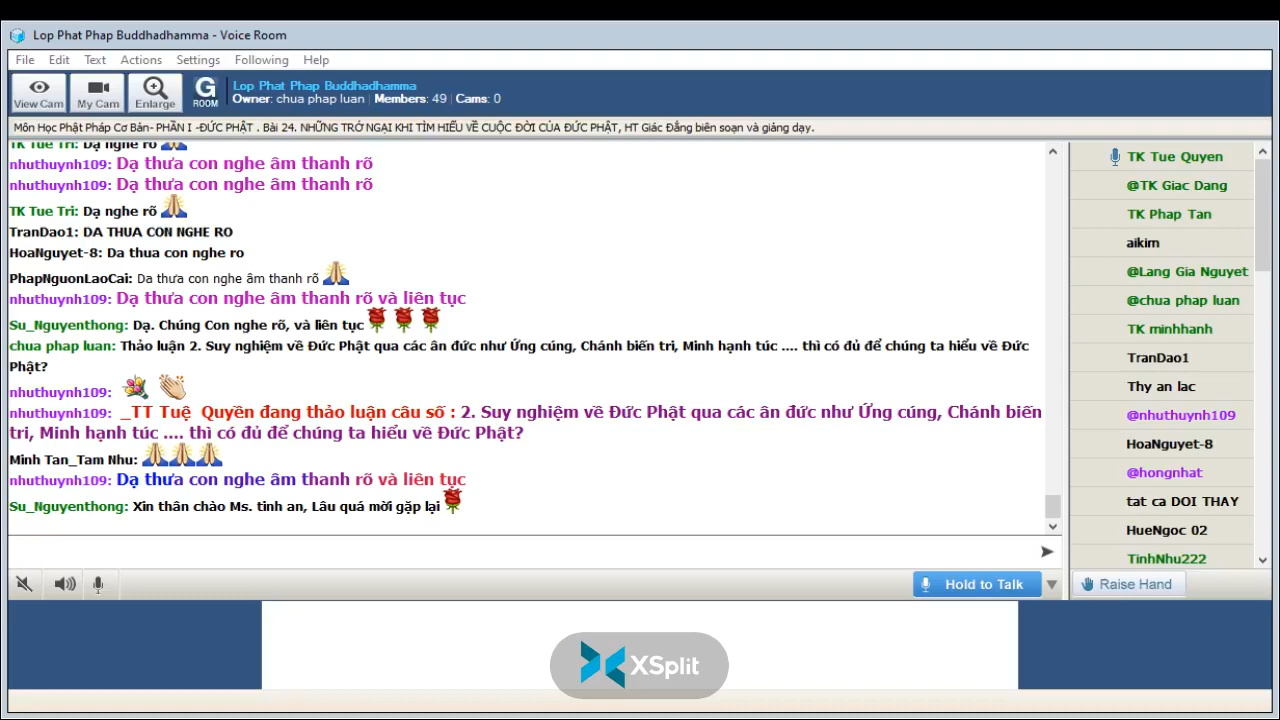 Lop Phat Phap Buddhadhamma - Voice Room
File Edit Text Actions Settings Following Help
View Cam My Cam Enlarge G ROOM
Lop Phat Phap Buddhadhamma
Owner: chua phap luan | Members: 49 | Cams: 0
Môn Học Phật Pháp Cơ Bản- PHẦN I -ĐỨC PHẬT . Bài 24. NHỮNG TRỞ NGẠI KHI TÌM HIỂU VỀ CUỘC ĐỜI CỦA ĐỨC PHẬT, HT Giác Đẳng biên soạn và giảng dạy.
TK Tue Tri: Dạ nghe rõ
nhuthuynh109: Dạ thưa con nghe âm thanh rõ
nhuthuynh109: Dạ thưa con nghe âm thanh rõ
TK Tue Tri: Dạ nghe rõ
TranDao1: DA THUA CON NGHE RO
HoaNguyet-8: Da thua con nghe ro
PhapNguonLaoCai: Da thưa con nghe âm thanh rõ
nhuthuynh109: Dạ thưa con nghe âm thanh rõ và liên tục
Su_Nguyenthong: Dạ. Chúng Con nghe rõ, và liên tục
chua phap luan: Thảo luận 2. Suy nghiệm về Đức Phật qua các ân đức như Ứng cúng, Chánh biến tri, Minh hạnh túc .... thì có đủ để chúng ta hiểu về Đức
Phật?
nhuthuynh109:
nhuthuynh109: _TT Tuệ Quyền đang thảo luận câu số : 2. Suy nghiệm về Đức Phật qua các ân đức như Ứng cúng, Chánh biến
tri, Minh hạnh túc .... thì có đủ để chúng ta hiểu về Đức Phật?
Minh Tan_Tam Nhu:
nhuthuynh109: Dạ thưa con nghe âm thanh rõ và liên tục
Su_Nguyenthong: Xin thân chào Ms. tinh an, Lâu quá mới gặp lại
TK Tue Quyen
@TK Giac Dang
TK Phap Tan
aikim
@Lang Gia Nguyet
@chua phap luan
TK minhhanh
TranDao1
Thy an lac
@nhuthuynh109
HoaNguyet-8
@hongnhat
tat ca DOI THAY
HueNgoc 02
TinhNhu222
Hold to Talk
Raise Hand
XSplit